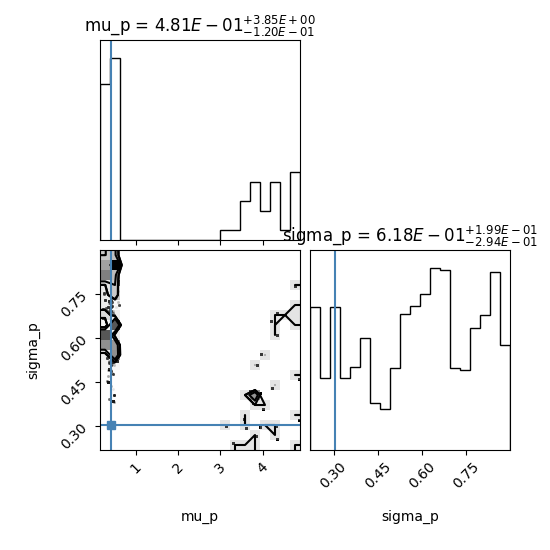 mu_p = 4.81E − 01+3.85E+00 −1.20E−01
sigma_p = 6.18E − 01+1.99E−01 −2.94E−01
sigma_p
0.75
0.60
0.45
0.30
1 2 3 4
0.30 0.45 0.60 0.75
mu_p
sigma_p